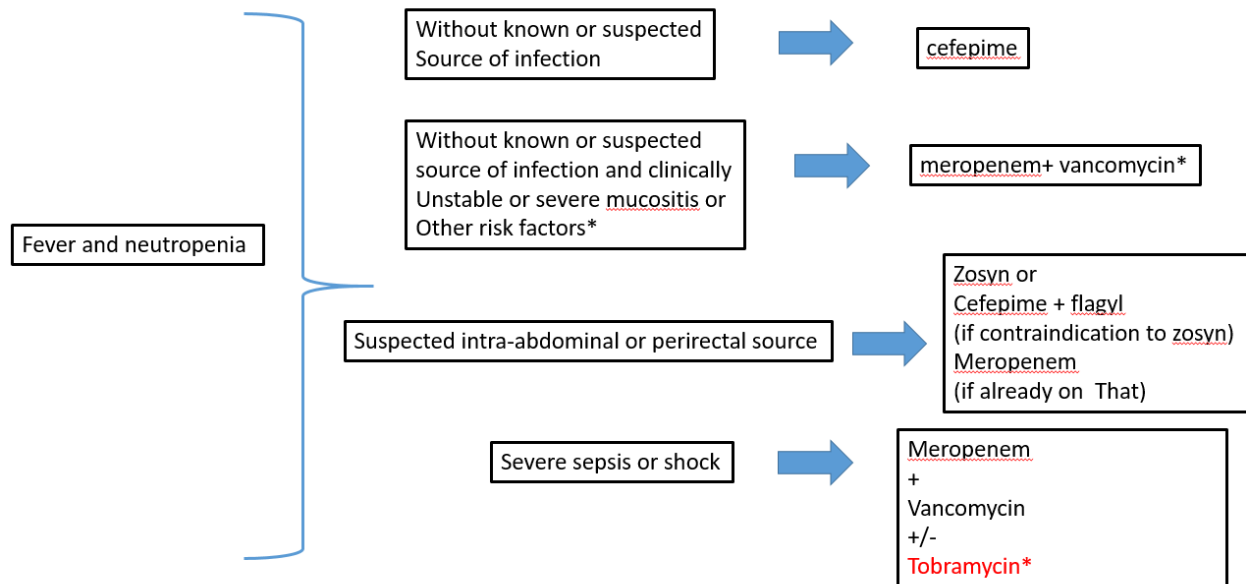 Fever and neutropenia
Without known or suspected
Source of infection
cefepime
Without known or suspected
source of infection and clinically
Unstable or severe mucositis or
Other risk factors*
meropenem+ vancomycin*
Suspected intra-abdominal or perirectal source
Zosyn or
Cefepime + flagyl
(if contraindication to zosyn)
Meropenem
(if already on That)
Severe sepsis or shock
Meropenem
+
Vancomycin
+/-
Tobramycin*